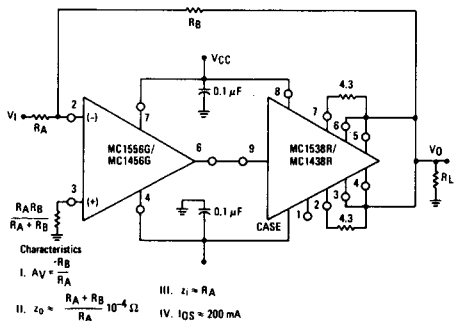 RB
VCC
0.1 μF
8
4.3
7
6
5
2
VI
RA
(-)
7
MC1556G/
MC1456G
6
9
MC1538R/
MC1438R
VO
RL
3
(+)
4
0.1 μF
CASE
1
2
3
4
4.3
RARB
RA + RB
Characteristics
I. AV = -RB
RA
II. zo ≈ RA + RB
RA 10-4 Ω
III. zi ≈ RA
IV. IOS ≈ 200 mA